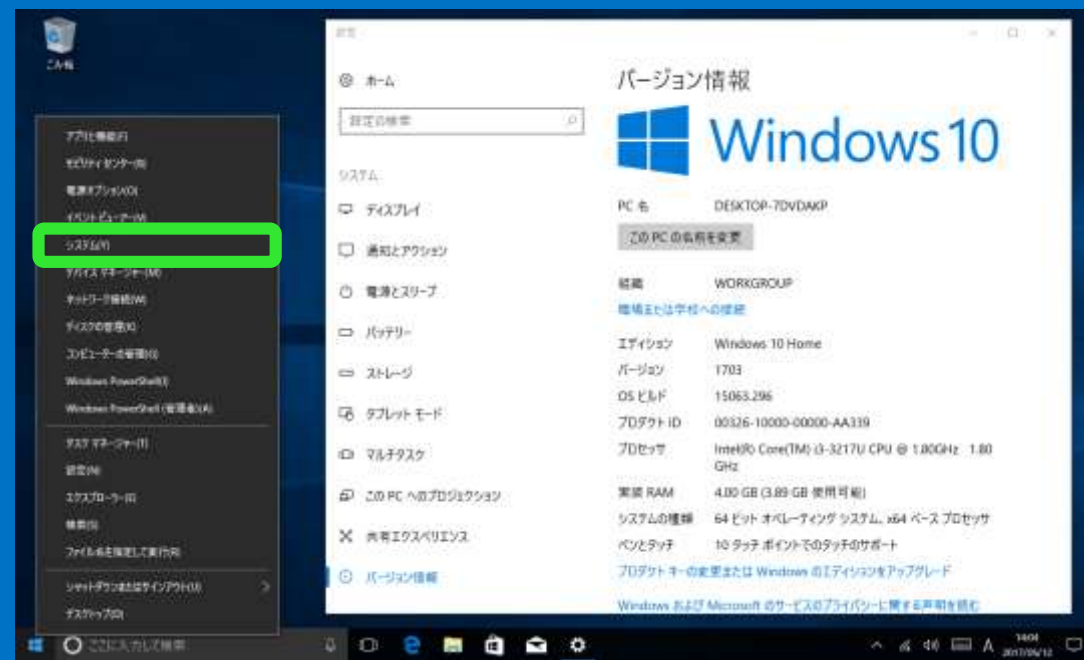 ごみ箱
アプリと機能(F)
モビリティ センター(B)
電源オプション(O)
イベント ビューアー(V)
システム(Y)
デバイス マネージャー(M)
ネットワーク接続(W)
ディスクの管理(K)
コンピューターの管理(G)
Windows PowerShell(I)
Windows PowerShell (管理者)(A)
タスク マネージャー(T)
設定(N)
エクスプローラー(E)
検索(S)
ファイル名を指定して実行(R)
シャットダウンまたはサインアウト(U)
デスクトップ(D)
設定
ホーム
設定の検索
システム
ディスプレイ
通知とアクション
電源とスリープ
バッテリー
ストレージ
タブレット モード
マルチタスク
この PC へのプロジェクション
共有エクスペリエンス
バージョン情報
バージョン情報
Windows 10
PC 名 DESKTOP-7DVDAKP
この PC の名前を変更
組織 WORKGROUP
職場または学校への接続
エディション Windows 10 Home
バージョン 1703
OS ビルド 15063.296
プロダクト ID 00326-10000-00000-AA339
プロセッサ Intel(R) Core(TM) i3-3217U CPU @ 1.80GHz 1.80
GHz
実装 RAM 4.00 GB (3.89 GB 使用可能)
システムの種類 64 ビット オペレーティング システム、x64 ベース プロセッサ
ペンとタッチ 10 タッチ ポイントでのタッチのサポート
プロダクト キーの変更または Windows のエディションをアップグレード
Windows および Microsoft のサービスのプライバシーに関する声明を読む
ここに入力して検索
A
14:04
2017/05/12